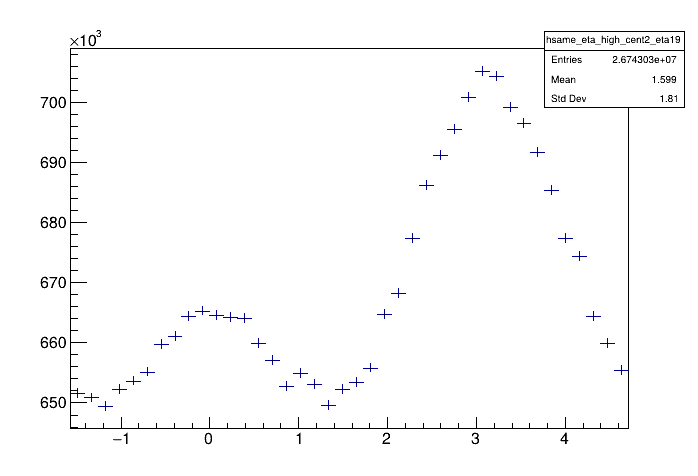 ×10³
hsame_eta_high_cent2_eta19
Entries 2.674303e+07
Mean 1.599
Std Dev 1.81
700
690
680
670
660
650
−1 0 1 2 3 4